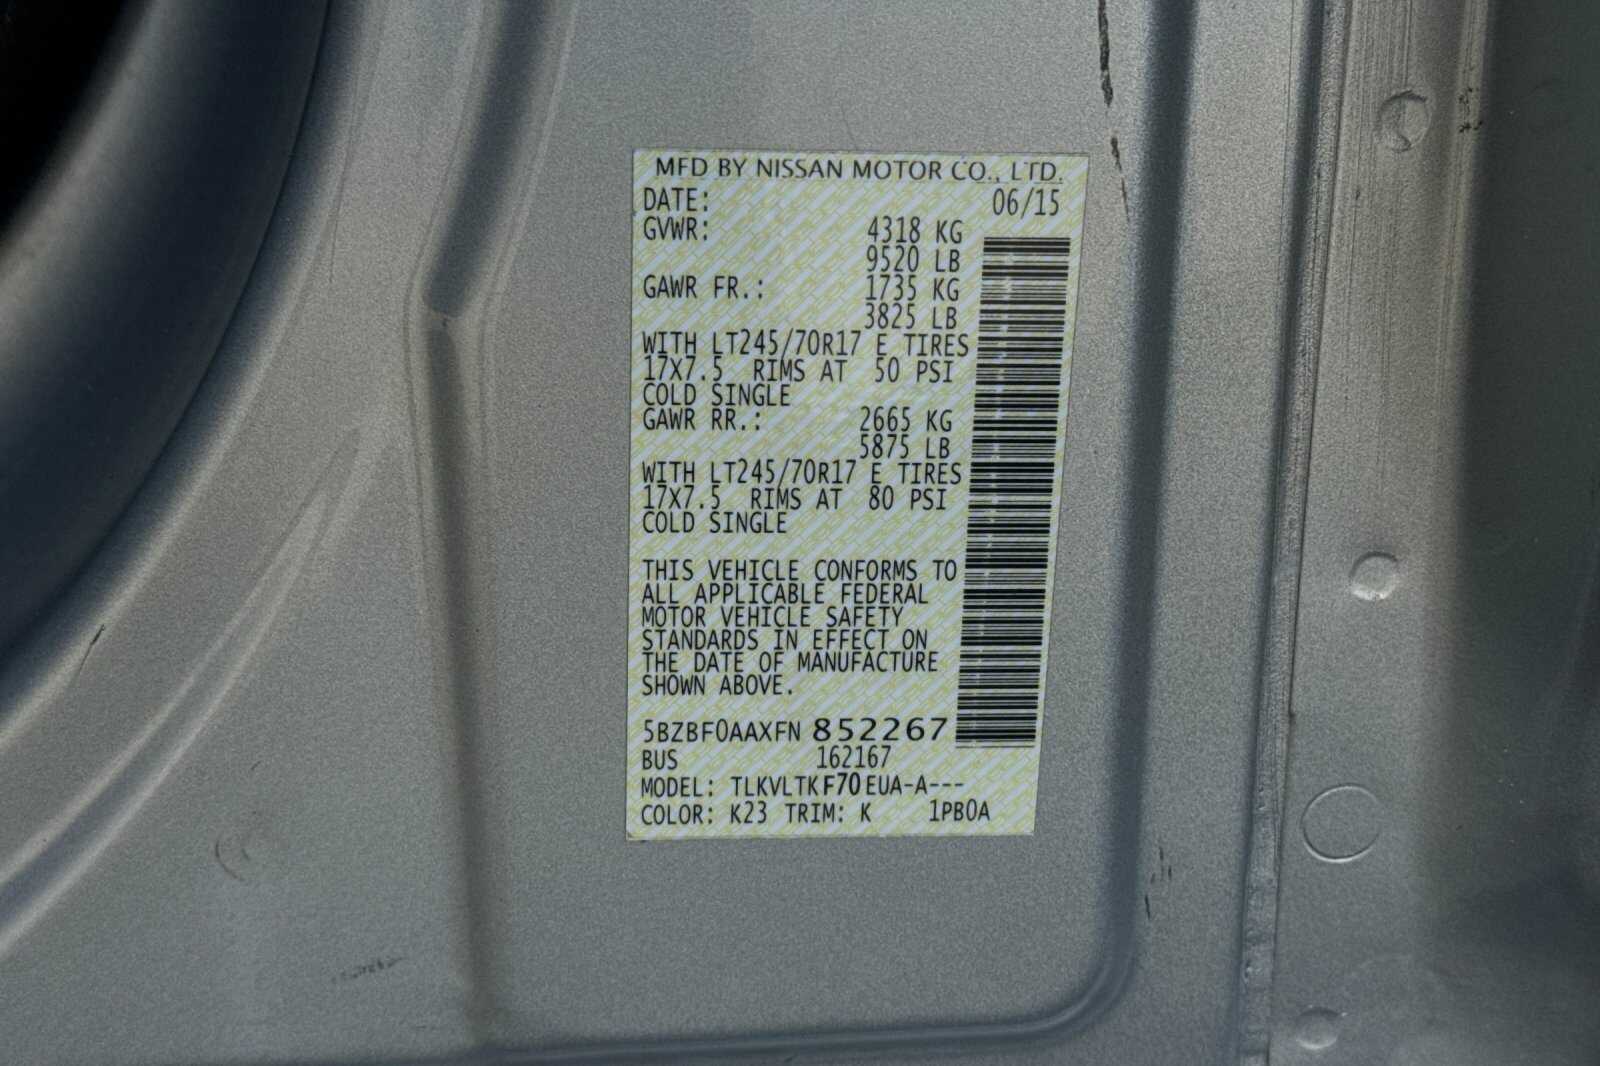 MFD BY NISSAN MOTOR CO., LTD.
DATE: 06/15
GVWR: 4318 KG
9520 LB
GAWR FR.: 1735 KG
3825 LB
WITH LT245/70R17 E TIRES
17X7.5 RIMS AT 50 PSI
COLD SINGLE
GAWR RR.: 2665 KG
5875 LB
WITH LT245/70R17 E TIRES
17X7.5 RIMS AT 80 PSI
COLD SINGLE
THIS VEHICLE CONFORMS TO
ALL APPLICABLE FEDERAL
MOTOR VEHICLE SAFETY
STANDARDS IN EFFECT ON
THE DATE OF MANUFACTURE
SHOWN ABOVE.
5BZBF0AAXFN 852267
BUS 162167
MODEL: TLKVLTKF70EUA-A---
COLOR: K23 TRIM: K 1PB0A